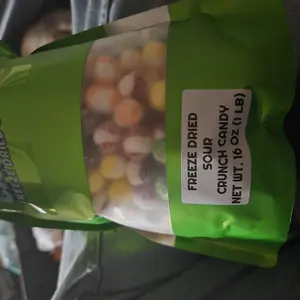 FREEZE DRIED
SOUR
CRUNCH CANDY
NET WT. 16 OZ (1 LB)